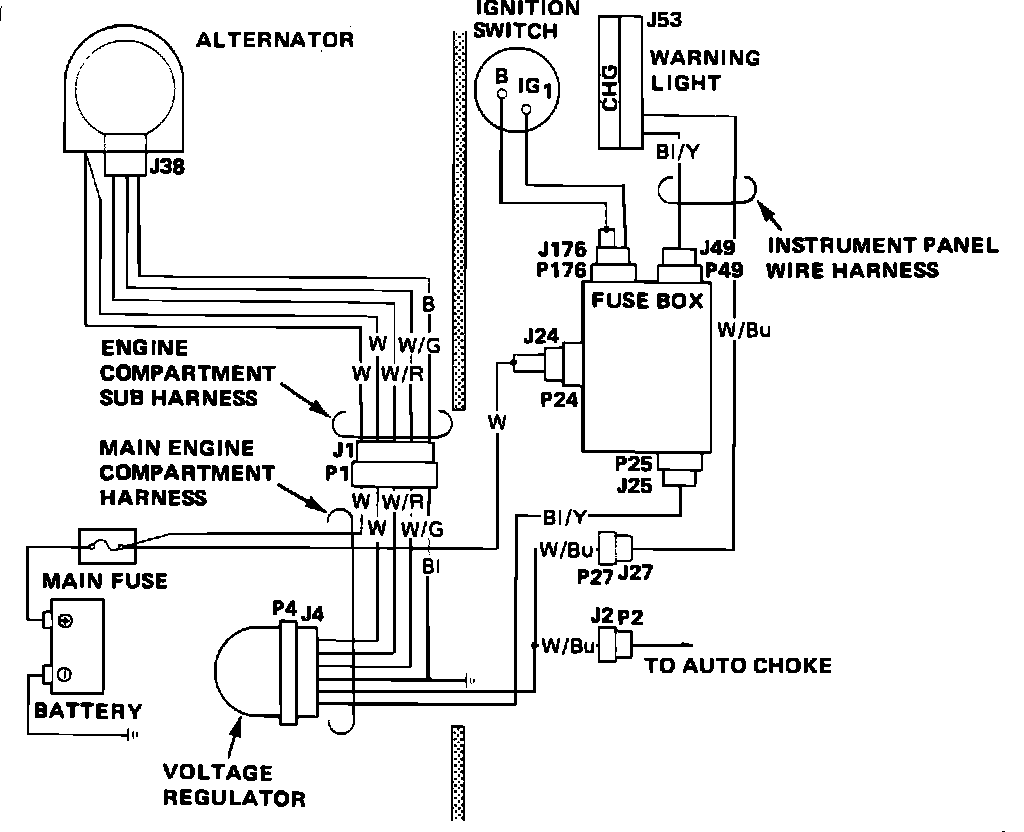 IGNITION
SWITCH
B
IG1
CHG
J53
WARNING
LIGHT
ALTERNATOR
J38
Bl/Y
INSTRUMENT PANEL
WIRE HARNESS
J176
P176
J49
P49
FUSE BOX
B
W/Bu
J24
P24
W
W/G
W
W/R
ENGINE
COMPARTMENT
SUB HARNESS
W
J1
P1
MAIN ENGINE
COMPARTMENT
HARNESS
P25
J25
W
W/R
W
W/G
Bl
Bl/Y
W/Bu
P27
J27
MAIN FUSE
P4
J4
J2
P2
W/Bu
TO AUTO CHOKE
BATTERY
VOLTAGE
REGULATOR